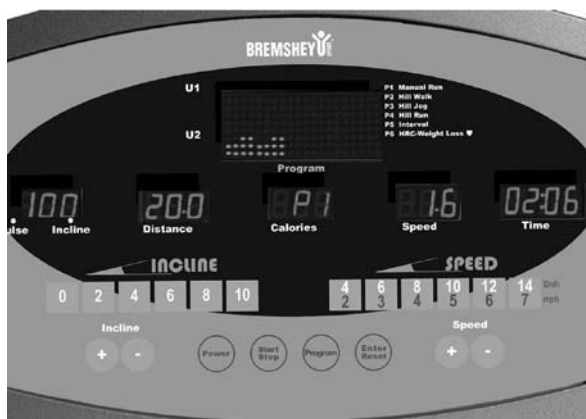 BREMSHEY
SPORT
U1
U2
P1 Manual Run
P2 Hill Walk
P3 Hill Jog
P4 Hill Run
P5 Interval
P6 HRC-Weight Loss
Program
100
20.0
P1
1.6
02:06
ulse
Incline
Distance
Calories
Speed
Time
INCLINE
SPEED
0 2 4 6 8 10
4 6 8 10 12 14
2 3 4 5 6 7 mph
Incline
Speed
+ -
Power
Start Stop
Program
Enter Reset
+ -